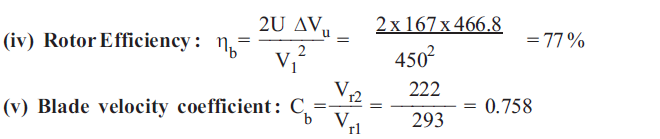 (iv) Rotor Efficiency : η_b = 2U ΔV_u / V_1^2 = 2 x 167 x 466.8 / 450^2 = 77 %
(v) Blade velocity coefficient : C_b = V_r2 / V_r1 = 222 / 293 = 0.758